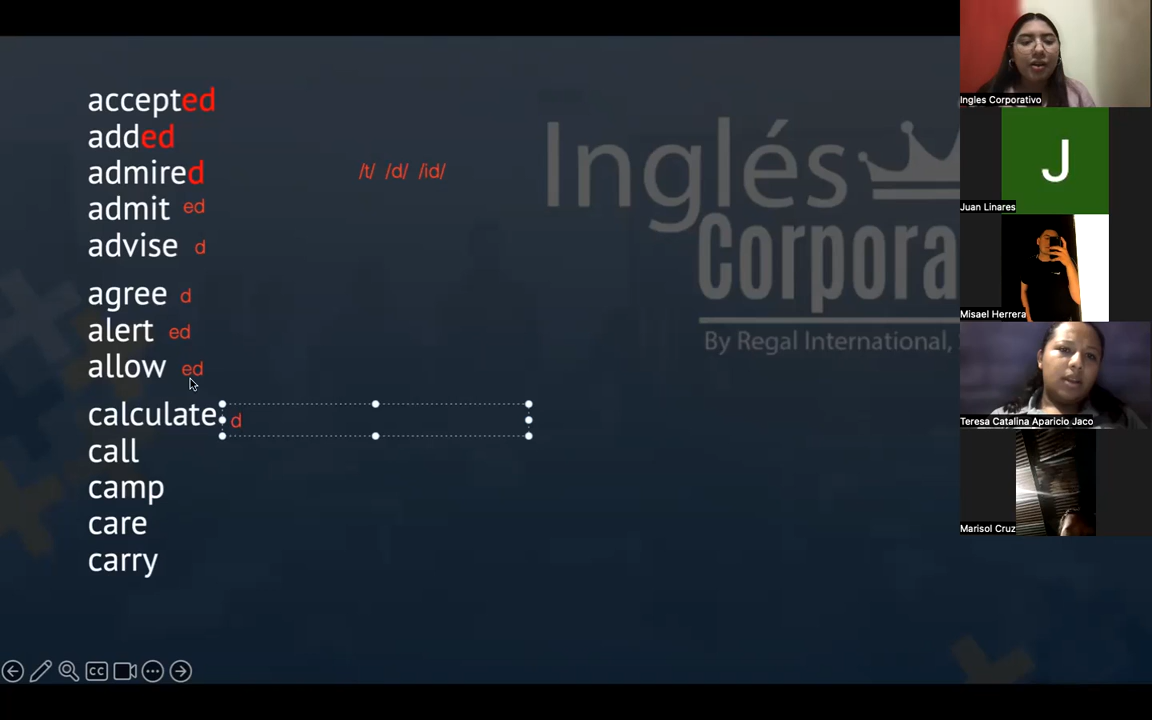 accepted
added
admired
/t/ /d/ /id/
admit ed
advise d
agree d
alert ed
allow ed
calculate d
call
camp
care
carry
Inglés
Corpora
By Regal International, S
CC
Ingles Corporativo
J
Juan Linares
Misael Herrera
Teresa Catalina Aparicio Jaco
Marisol Cruz